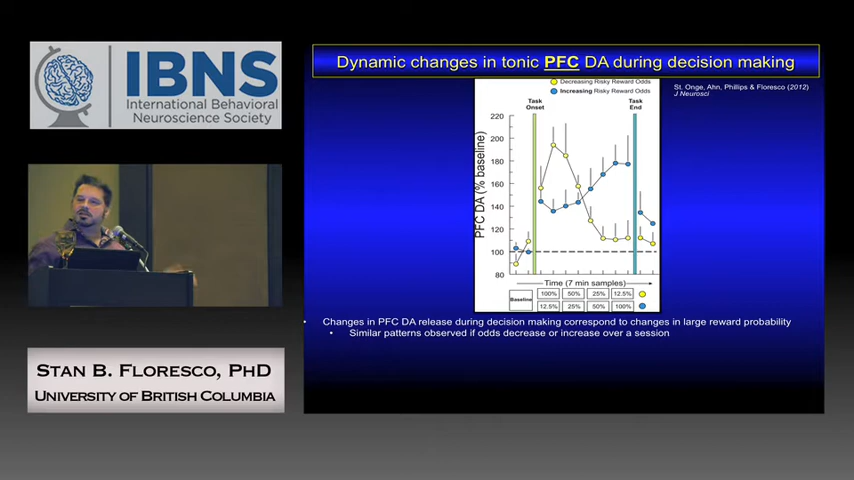 IBNS
International Behavioral
Neuroscience Society
STAN B. FLORESCO, PHD
UNIVERSITY OF BRITISH COLUMBIA
Dynamic changes in tonic PFC DA during decision making
Decreasing Risky Reward Odds
Increasing Risky Reward Odds
St. Onge, Ahn, Phillips & Floresco (2012)
J Neurosci
Task
Onset
Task
End
PFC DA (% baseline)
220
200
180
160
140
120
100
80
Time (7 min samples)
Baseline
100% 50% 25% 12.5%
12.5% 25% 50% 100%
• Changes in PFC DA release during decision making correspond to changes in large reward probability
• Similar patterns observed if odds decrease or increase over a session